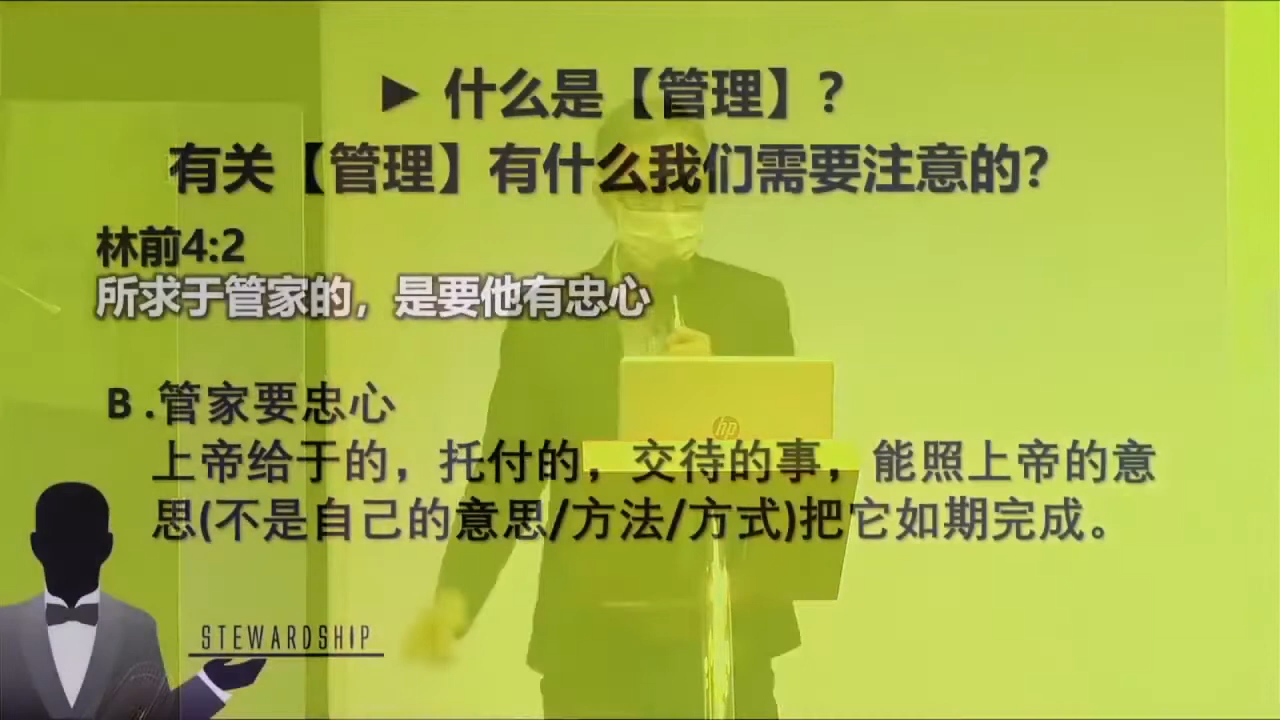 ► 什么是【管理】？
有关【管理】有什么我们需要注意的？
林前4:2
所求于管家的，是要他有忠心
B .管家要忠心
上帝给于的，托付的，交待的事，能照上帝的意
思(不是自己的意思/方法/方式)把它如期完成。
hp
STEWARDSHIP